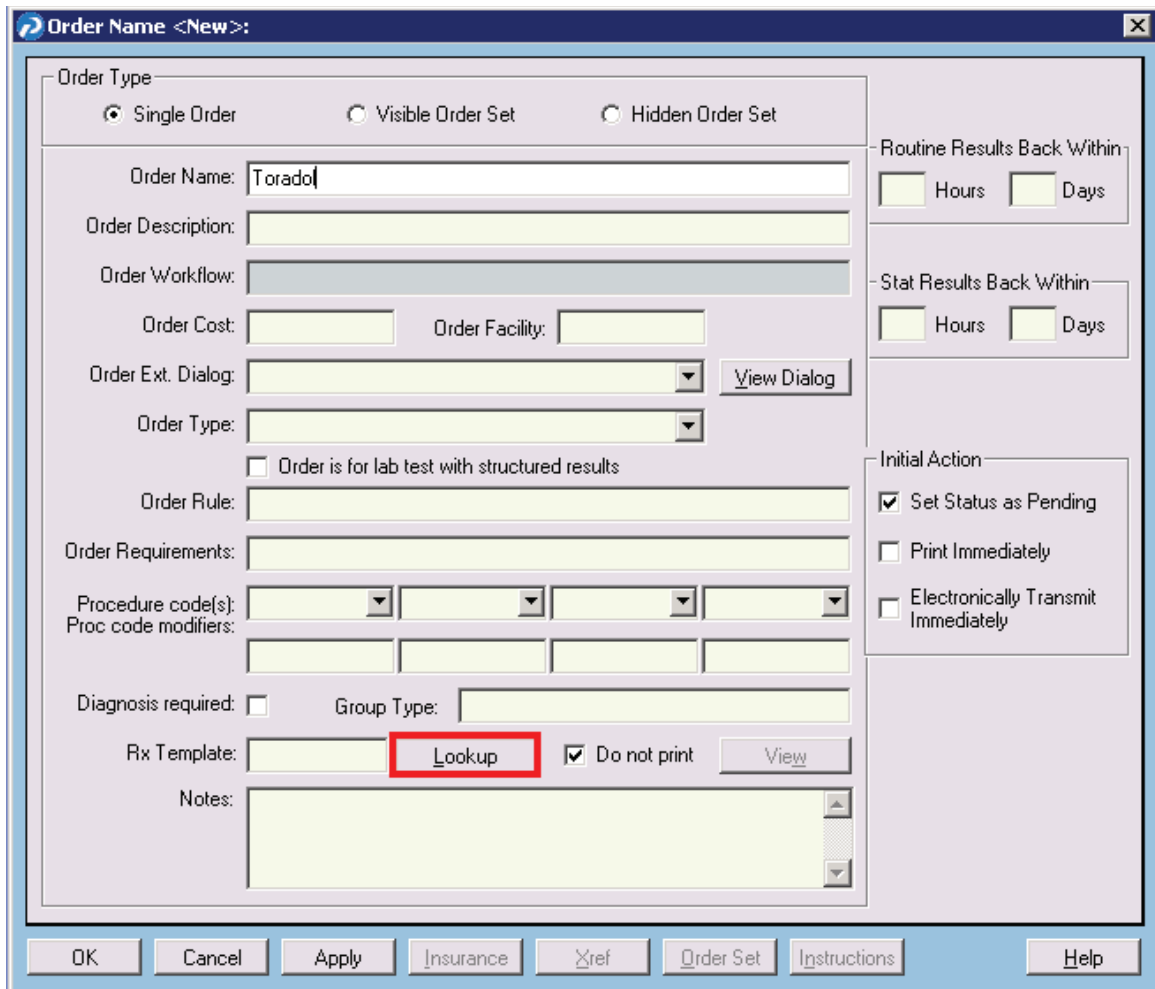 Order Name <New>:
Order Type
Single Order Visible Order Set Hidden Order Set
Routine Results Back Within
Order Name: Toradol
Hours Days
Order Description:
Order Workflow:
Stat Results Back Within
Order Cost: Order Facility:
Hours Days
Order Ext. Dialog: View Dialog
Order Type:
Order is for lab test with structured results
Initial Action
Order Rule:
Set Status as Pending
Order Requirements:
Print Immediately
Procedure code(s):
Proc code modifiers:
Electronically Transmit
Immediately
Diagnosis required: Group Type:
Rx Template: Lookup Do not print View
Notes:
OK Cancel Apply Insurance Xref Order Set Instructions Help